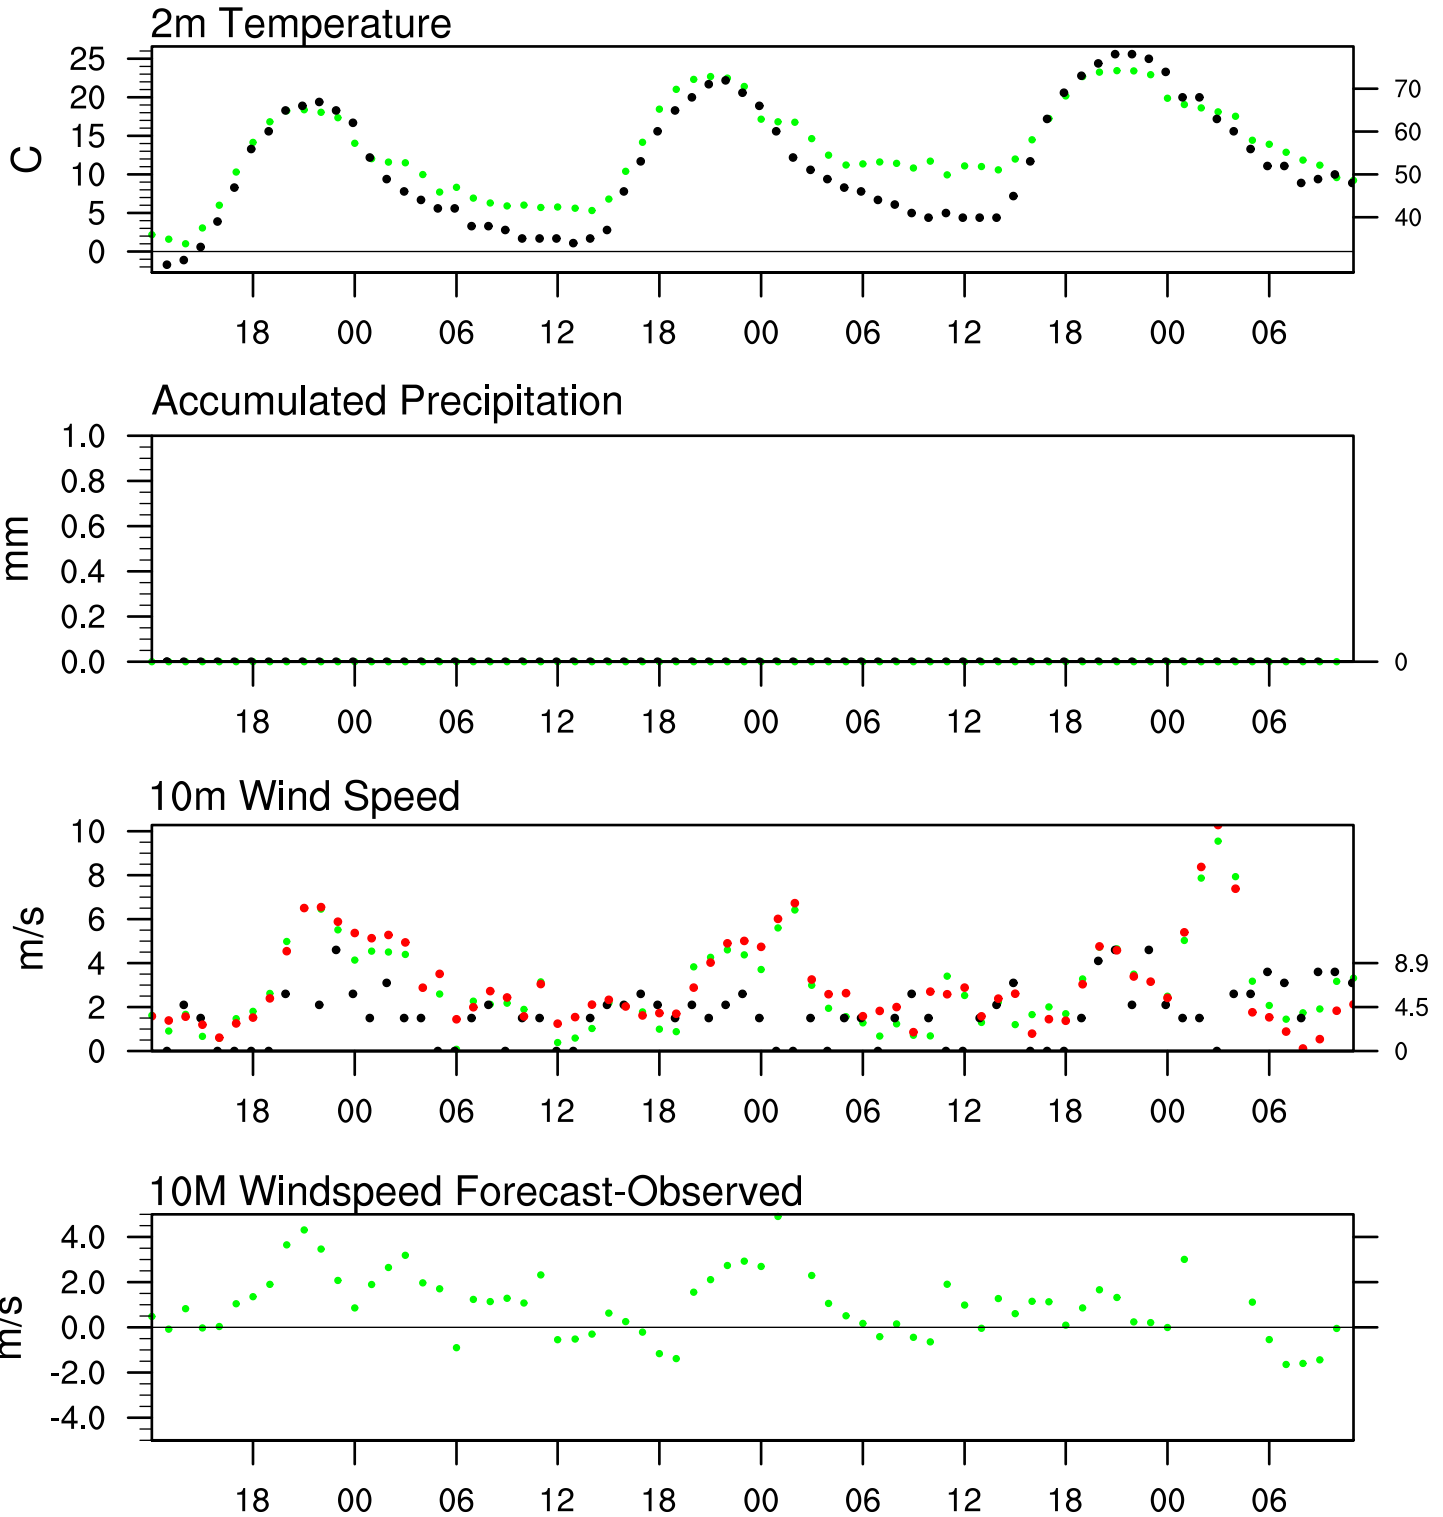 2m Temperature
25
20
15
10
5
0
C
70
60
50
40
18 00 06 12 18 00 06 12 18 00 06
Accumulated Precipitation
1.0
0.8
0.6
0.4
0.2
0.0
mm
0
18 00 06 12 18 00 06 12 18 00 06
10m Wind Speed
10
8
6
4
2
0
m/s
8.9
4.5
0
18 00 06 12 18 00 06 12 18 00 06
10M Windspeed Forecast-Observed
4.0
2.0
0.0
-2.0
-4.0
m/s
18 00 06 12 18 00 06 12 18 00 06